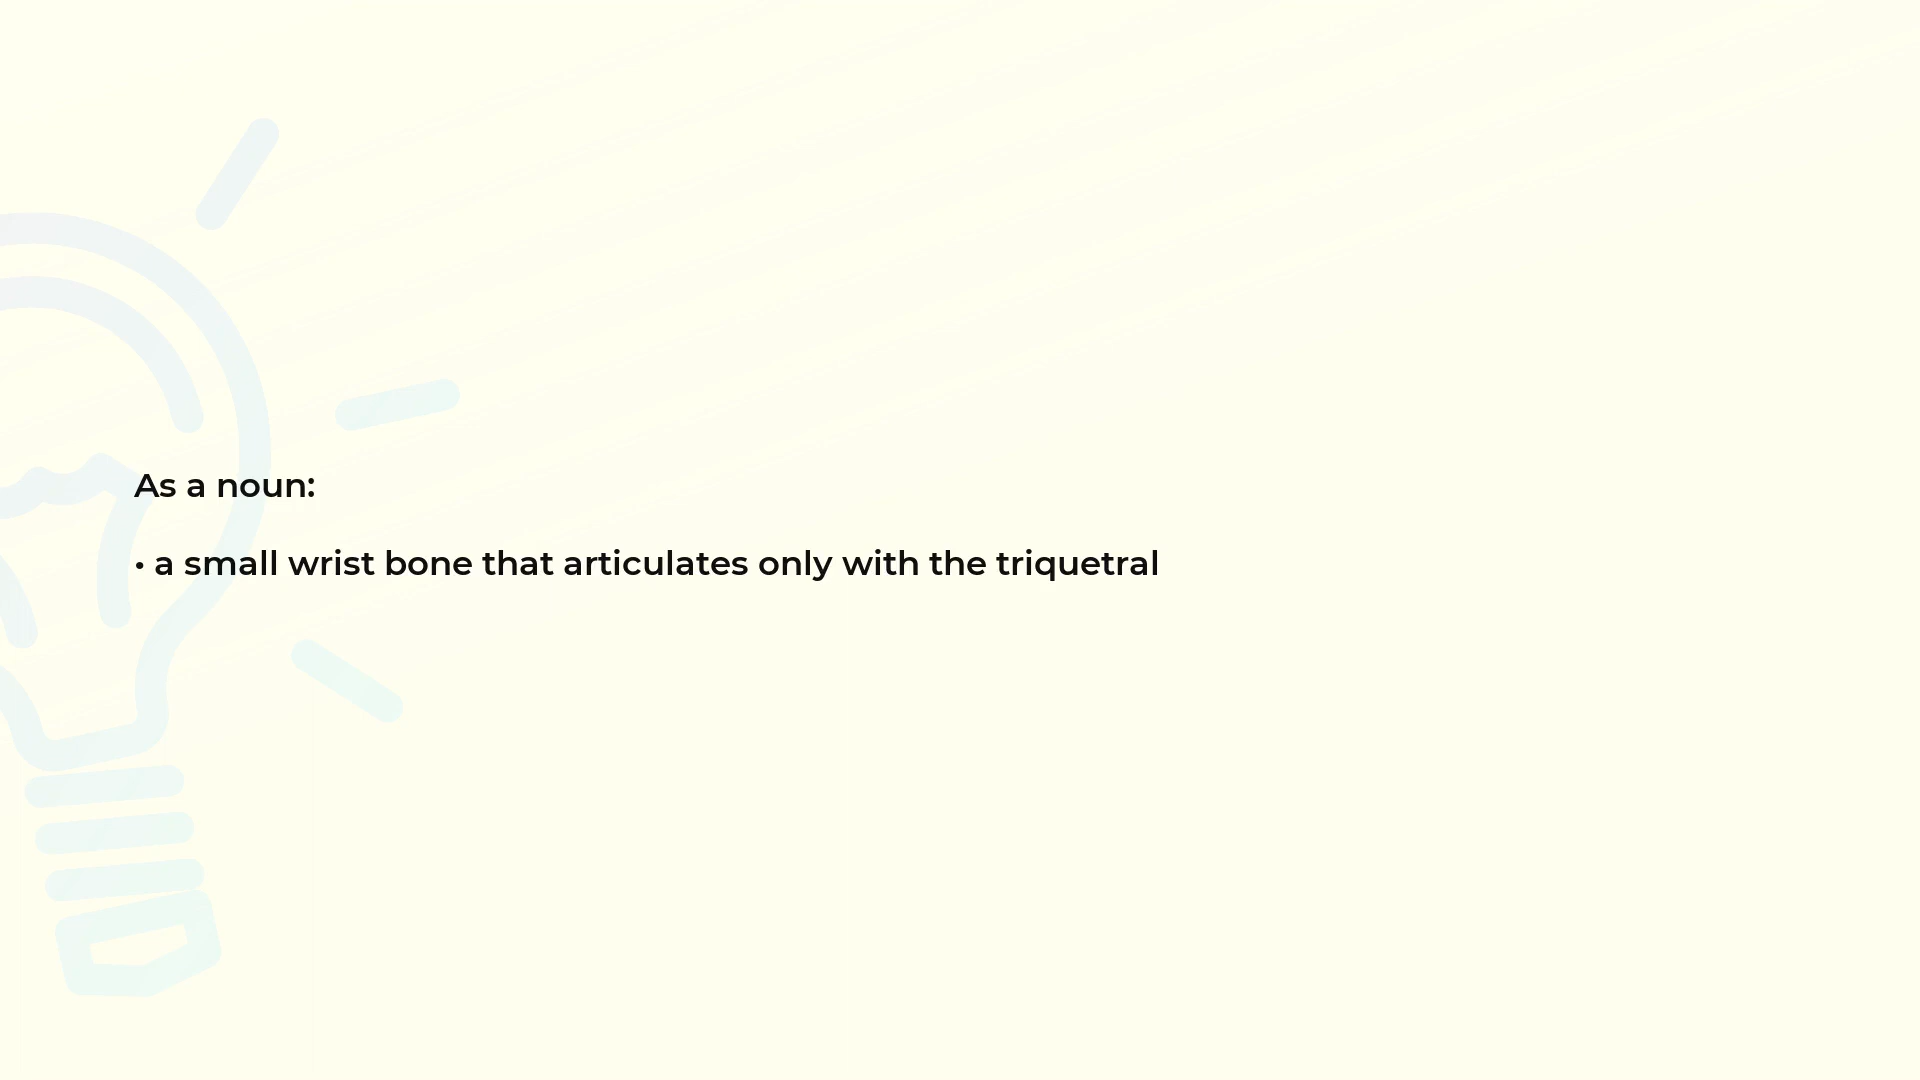 As a noun:
• a small wrist bone that articulates only with the triquetral